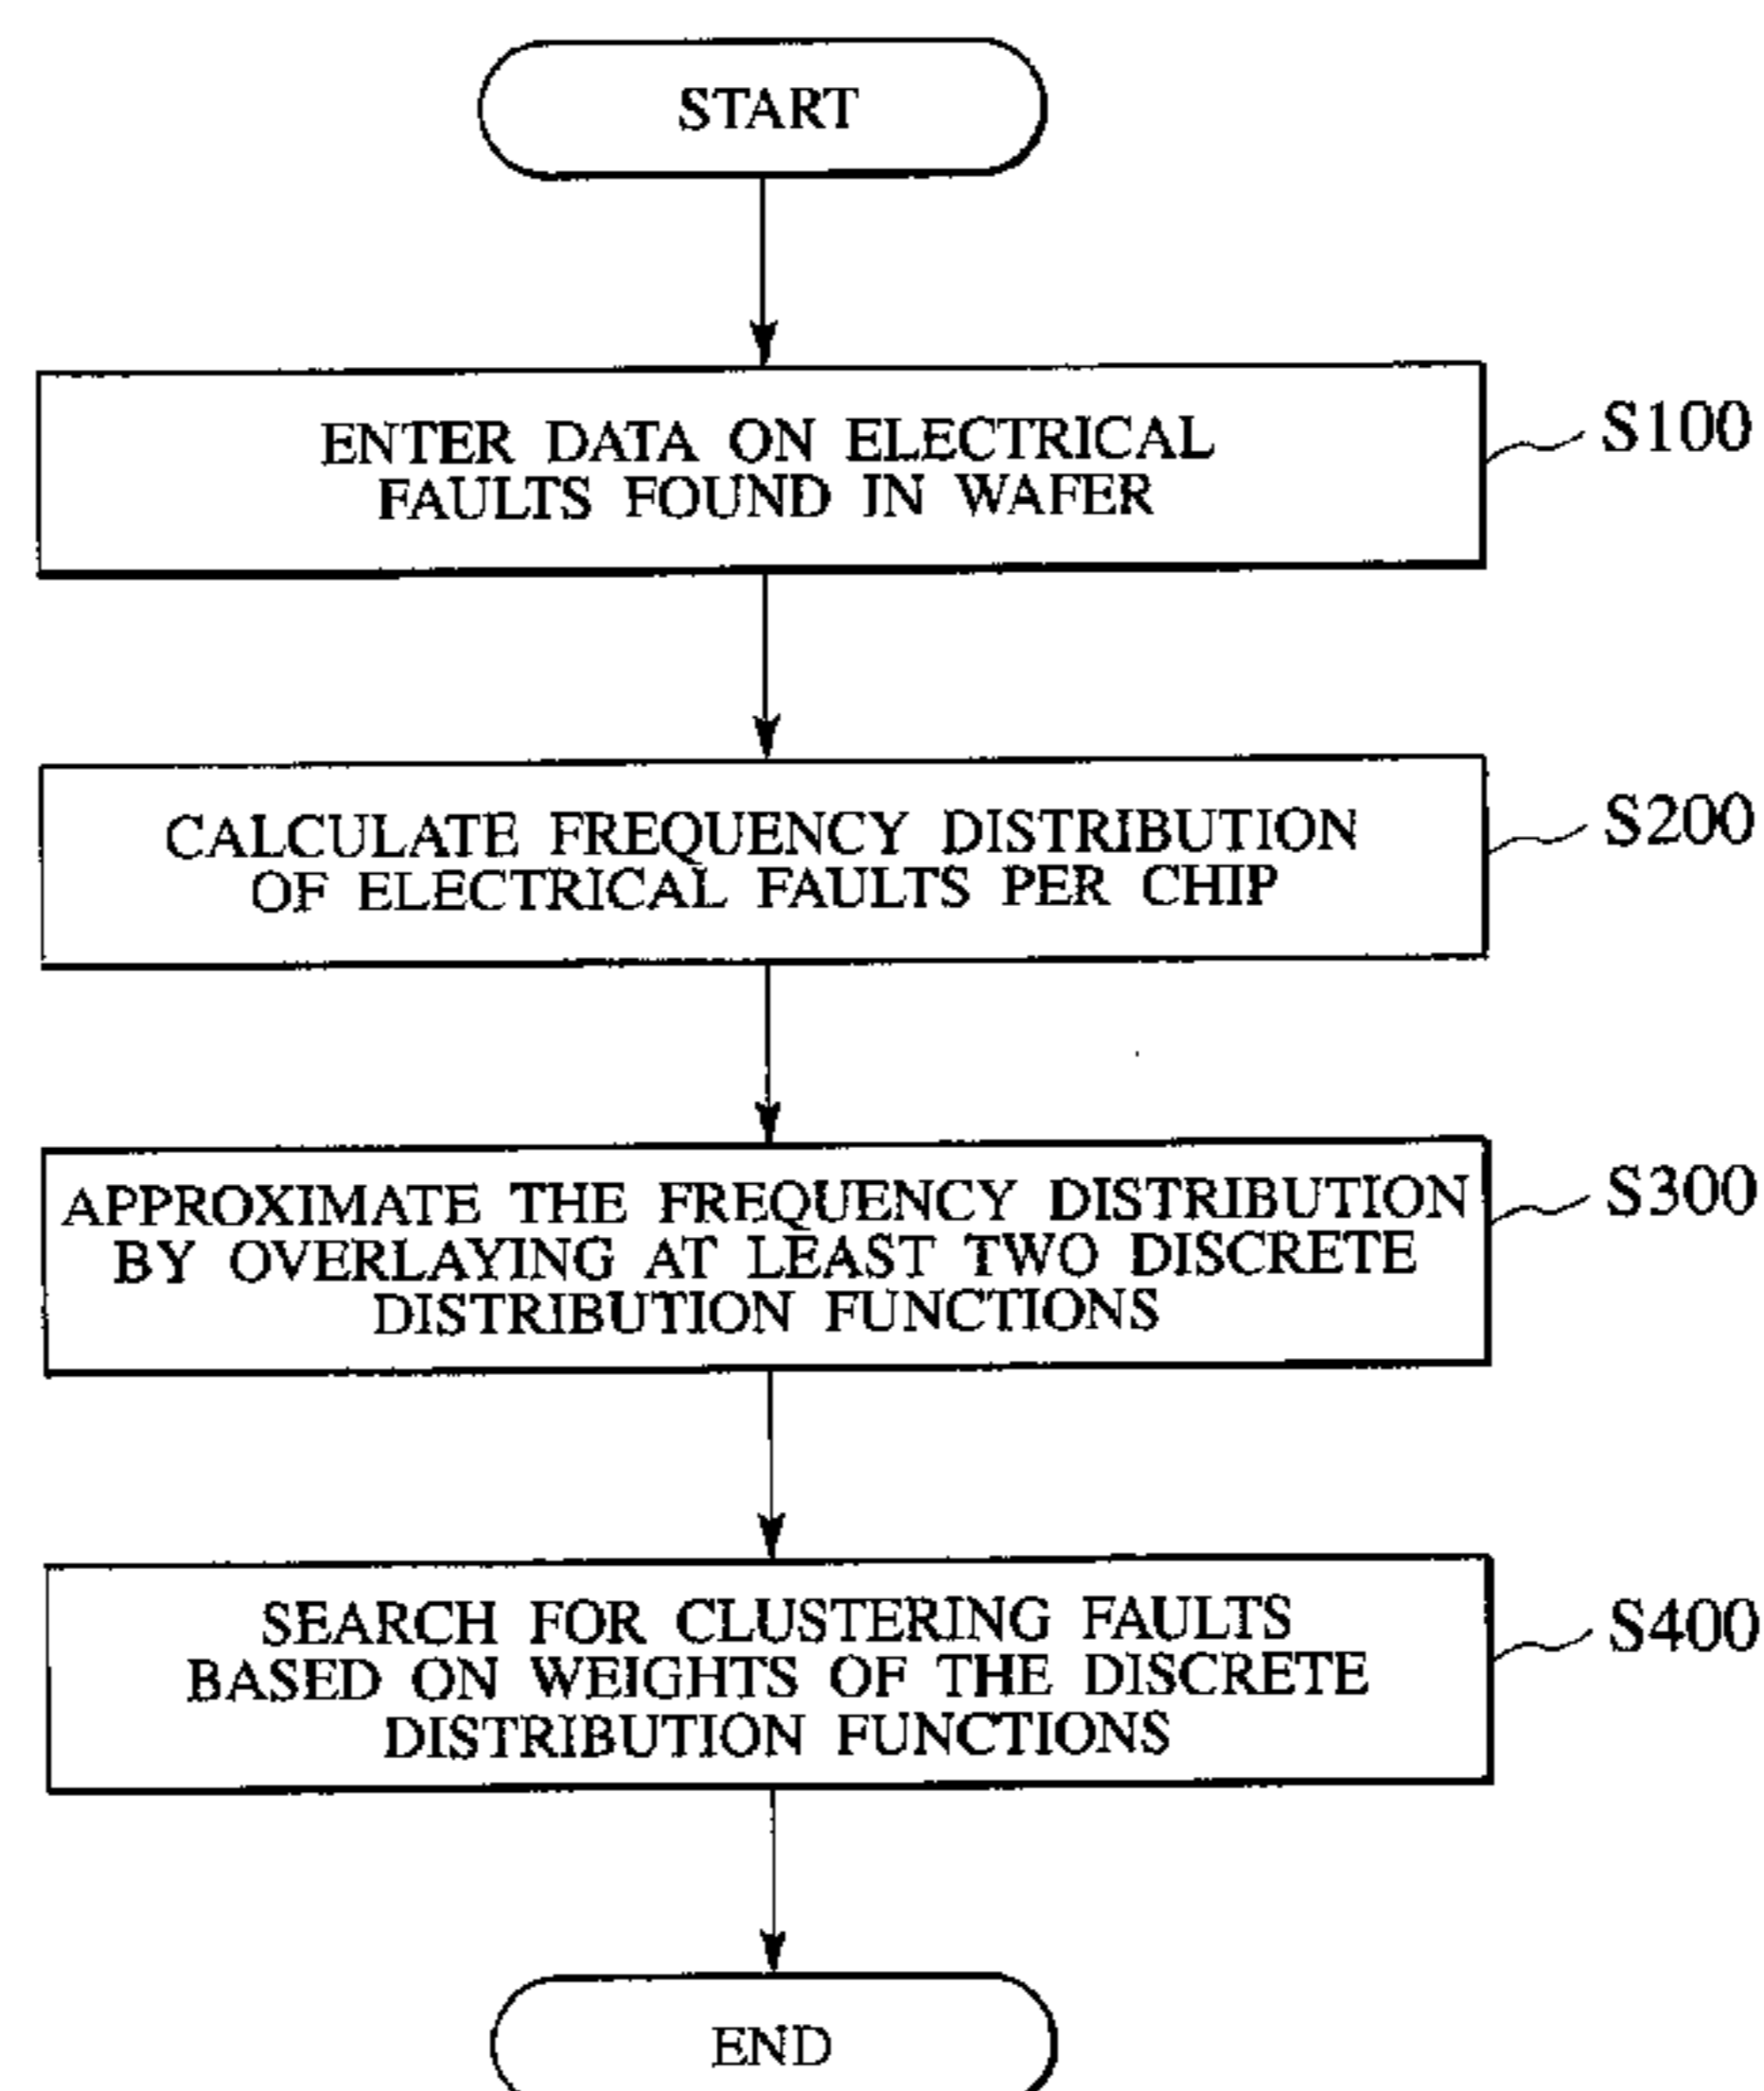 START
ENTER DATA ON ELECTRICAL
FAULTS FOUND IN WAFER
S100
CALCULATE FREQUENCY DISTRIBUTION
OF ELECTRICAL FAULTS PER CHIP
S200
APPROXIMATE THE FREQUENCY DISTRIBUTION
BY OVERLAYING AT LEAST TWO DISCRETE
DISTRIBUTION FUNCTIONS
S300
SEARCH FOR CLUSTERING FAULTS
BASED ON WEIGHTS OF THE DISCRETE
DISTRIBUTION FUNCTIONS
S400
END